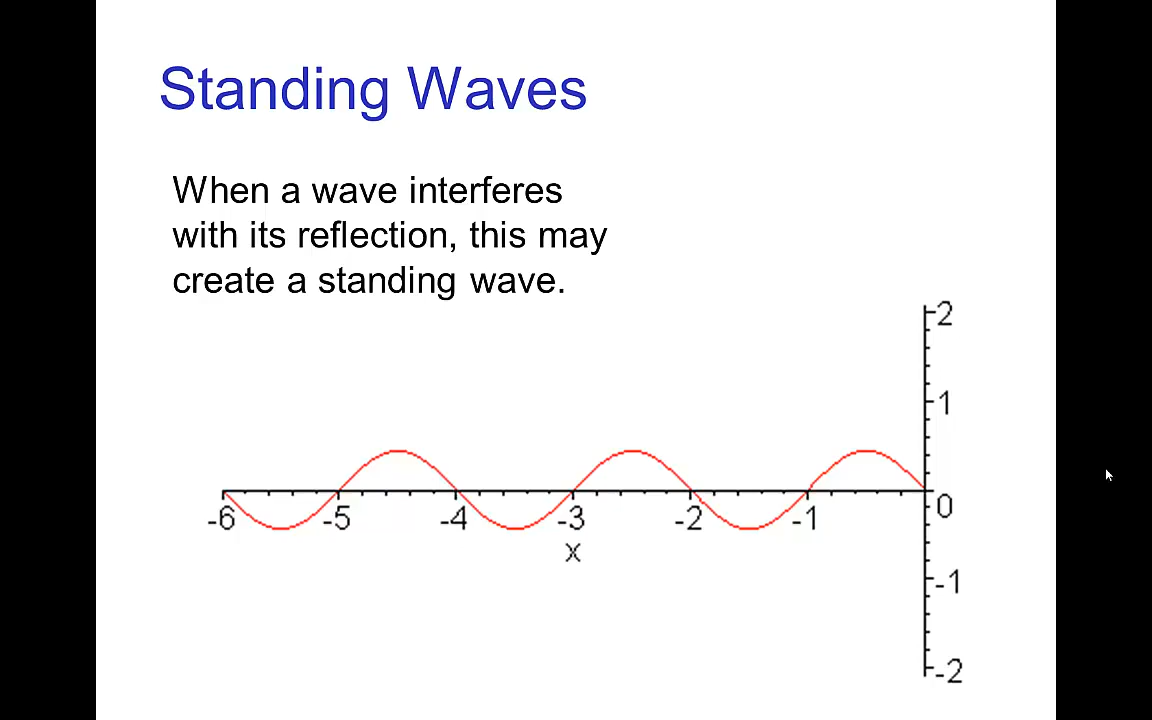 Standing Waves
When a wave interferes
with its reflection, this may
create a standing wave.
2
1
0
-1
-2
-6 -5 -4 -3 -2 -1
x